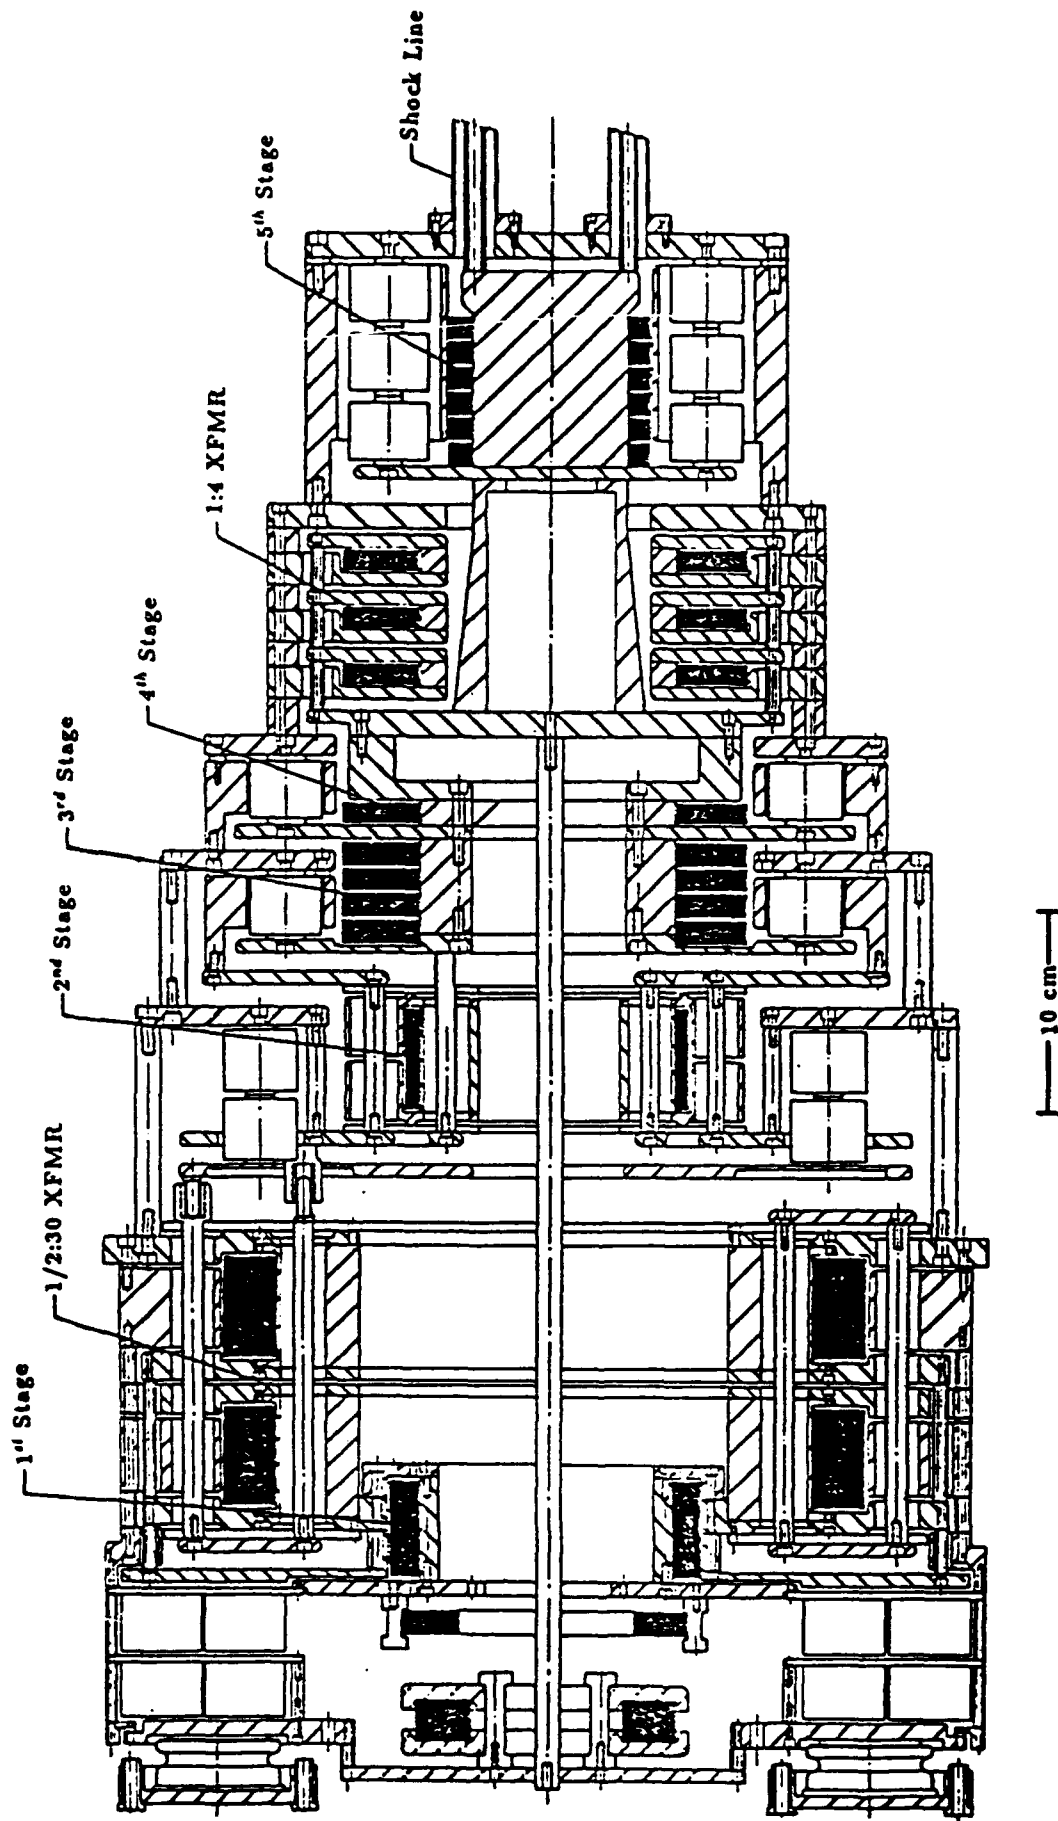 1st Stage
1/2:30 XFMR
2nd Stage
3rd Stage
4th Stage
1:4 XFMR
5th Stage
Shock Line
10 cm